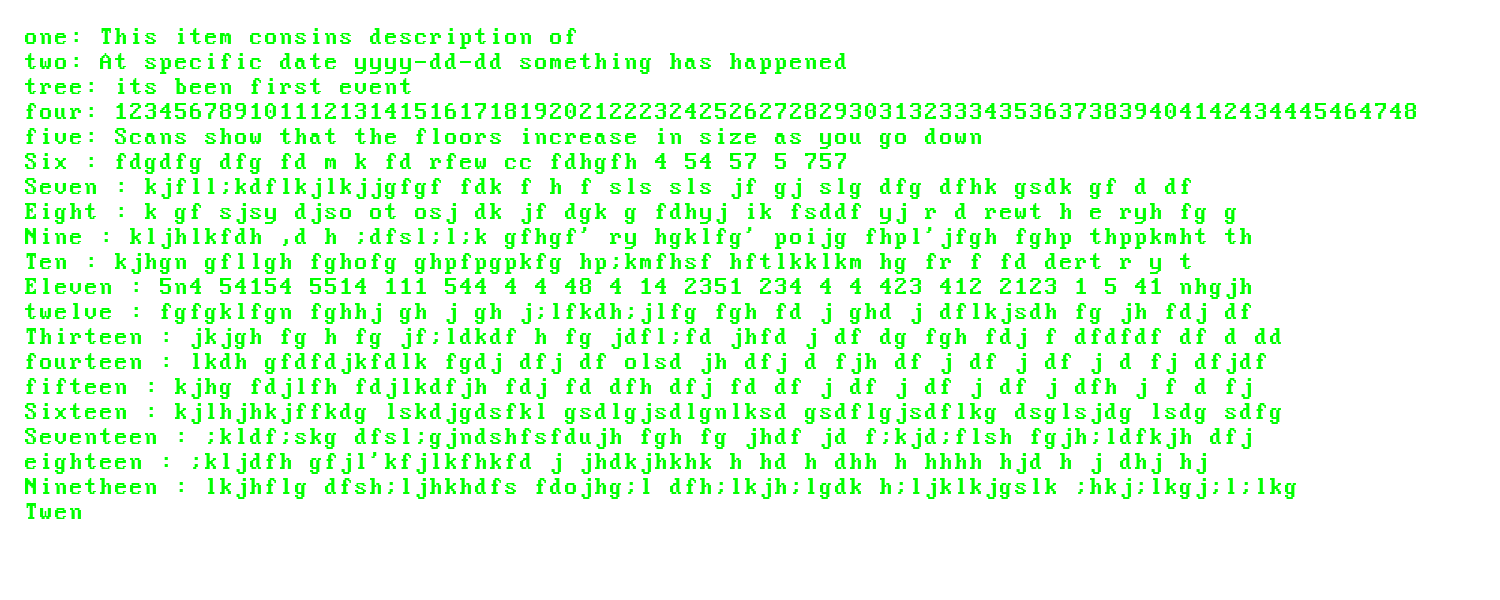 one: This item consins description of
two: At specific date yyyy-dd-dd something has happened
tree: its been first event
four: 123456789101112131415161718192021222324252627282930313233343536373839404142434445464748
five: Scans show that the floors increase in size as you go down
Six : fdgdfg dfg fd m k fd rfew cc fdhgfh 4 54 57 5 757
Seven : kjfll;kdflkjlkjjgfgf fdk f h f sls sls jf gj slg dfg dfhk gsdk gf d df
Eight : k gf sjsy djso ot osj dk jf dgk g fdhyj ik fsddf yj r d rewt h e ryh fg g
Nine : kljhlkfdh ,d h ;dfsl;l;k gfhgf' ry hgklfg' poijg fhpl'jfgh fghp thppkmht th
Ten : kjhgn gfllgh fghofg ghpfpgpkfg hp;kmfhsf hftlkklkm hg fr f fd dert r y t
Eleven : 5n4 54154 5514 111 544 4 4 48 4 14 2351 234 4 4 423 412 2123 1 5 41 nhgjh
twelve : fgfgklfgn fghhj gh j gh j;lfkdh;jlfg fgh fd j ghd j dflkjsdh fg jh fdj df
Thirteen : jkjgh fg h fg jf;ldkdf h fg jdfl;fd jhfd j df dg fgh fdj f dfdfdf df d dd
fourteen : lkdh gfdfdjkfdlk fgdj dfj df olsd jh dfj d fjh df j df j df j d fj dfjdf
fifteen : kjhg fdjlfh fdjlkdfjh fdj fd dfh dfj fd df j df j df j df j dfh j f d fj
Sixteen : kjlhjhkjffkdg lskdjgdsfkl gsdlgjsdlgnlksd gsdflgjsdflkg dsglsjdg lsdg sdfg
Seventeen : ;kldf;skg dfsl;gjndshfsfdujh fgh fg jhdf jd f;kjd;flsh fgjh;ldfkjh dfj
eighteen : ;kljdfh gfjl'kfjlkfhkfd j jhdkjhkhk h hd h dhh h hhhh hjd h j dhj hj
Ninetheen : lkjhflg dfsh;ljhkhdfs fdojhg;l dfh;lkjh;lgdk h;ljklkjgslk ;hkj;lkgj;l;lkg
Twen